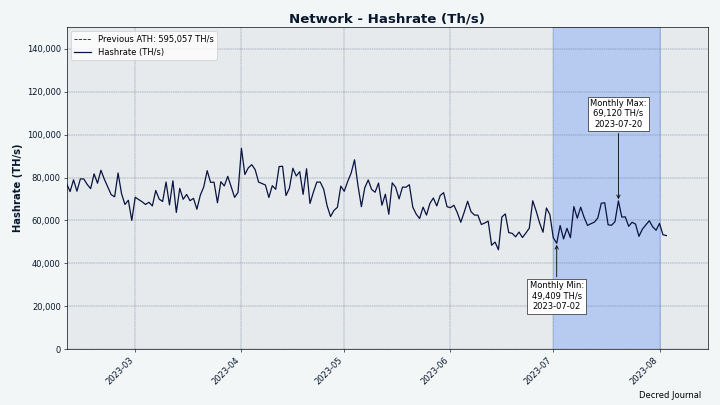 Network - Hashrate (Th/s)
Previous ATH: 595,057 TH/s
Hashrate (TH/s)
140,000
120,000
100,000
80,000
60,000
40,000
20,000
0
Hashrate (TH/s)
Monthly Max:
69,120 TH/s
2023-07-20
Monthly Min:
49,409 TH/s
2023-07-02
2023-03
2023-04
2023-05
2023-06
2023-07
2023-08
Decred Journal